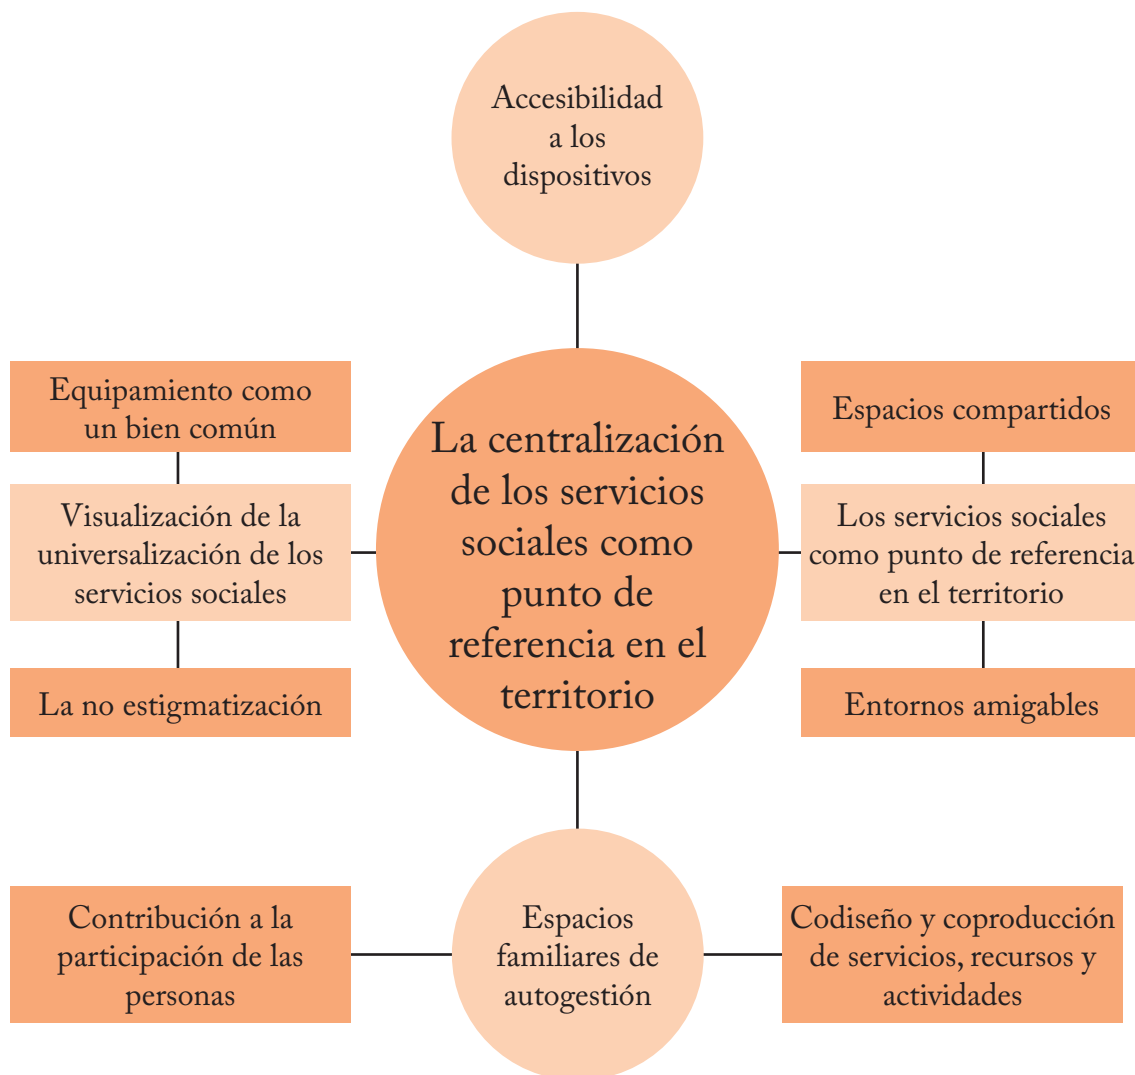 Accesibilidad
a los
dispositivos
Equipamiento como
un bien común
Visualización de la
universalización de los
servicios sociales
La no estigmatización
La centralización
de los servicios
sociales como
punto de
referencia en el
territorio
Espacios compartidos
Los servicios sociales
como punto de referencia
en el territorio
Entornos amigables
Contribución a la
participación de las
personas
Espacios
familiares de
autogestión
Codiseño y coproducción
de servicios, recursos y
actividades